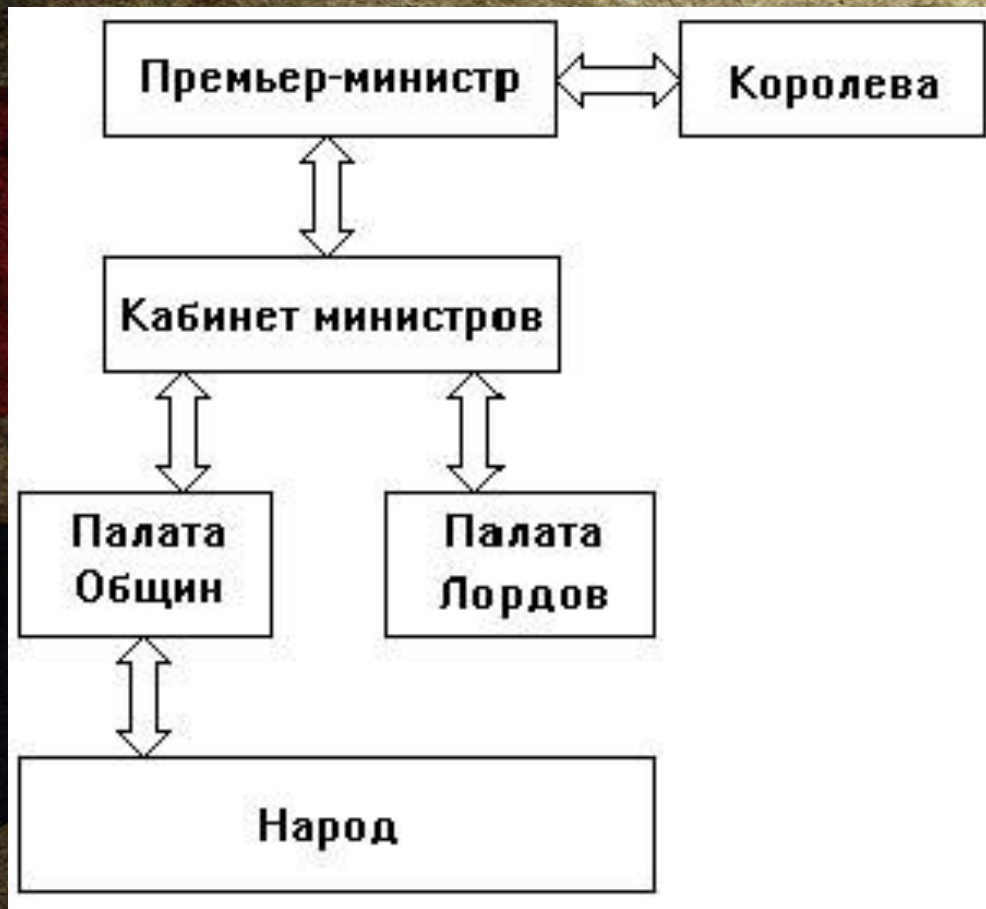 Премьер-министр
Королева
Кабинет министров
Палата
Общин
Палата
Лордов
Народ